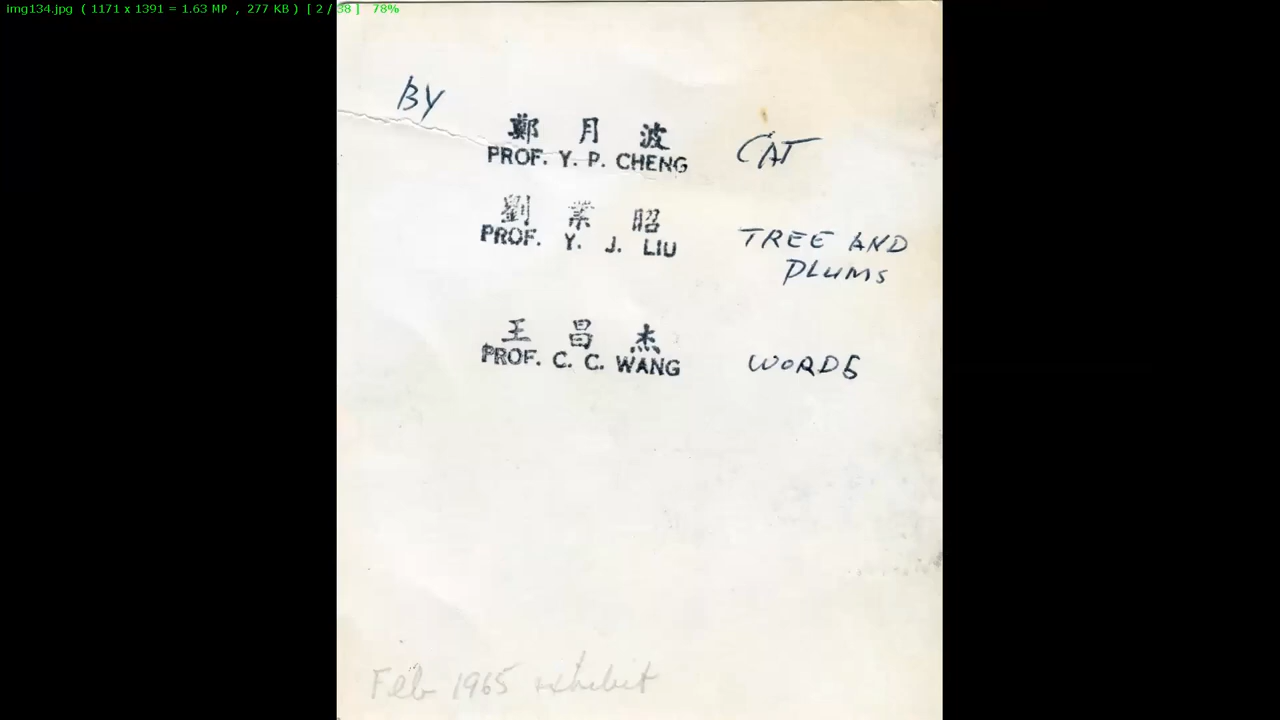 img134.jpg ( 1171 x 1391 = 1.63 MP , 277 KB ) [ 2 / 38 ] 78%
BY
鄭 月 波
PROF. Y. P. CHENG CAT
劉 業 昭
PROF. Y. J. LIU TREE AND
PLUMS
王 昌 杰
PROF. C. C. WANG WORDS
Feb 1965 exhibit